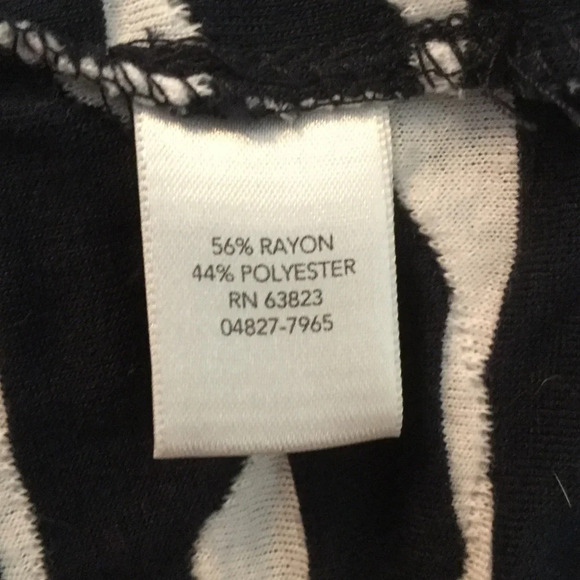 56% RAYON
44% POLYESTER
RN 63823
04827-7965